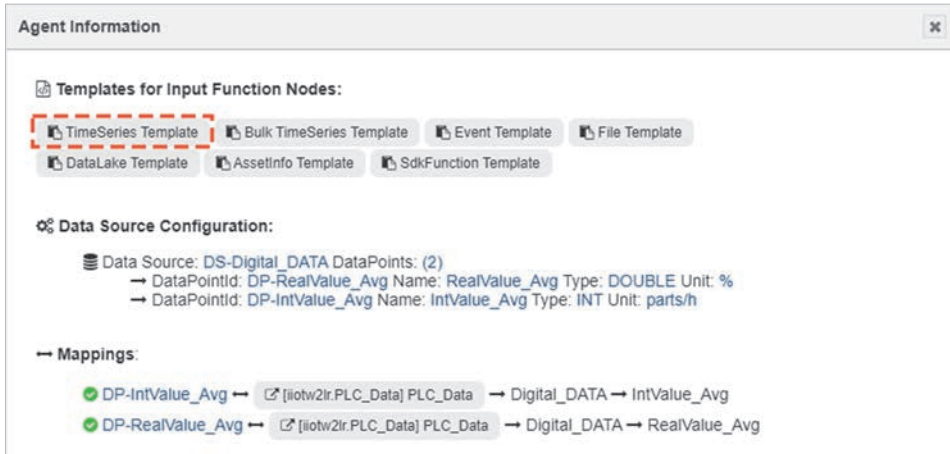 Agent Information
Templates for Input Function Nodes:
TimeSeries Template Bulk TimeSeries Template Event Template File Template
DataLake Template AssetInfo Template SdkFunction Template
Data Source Configuration:
Data Source: DS-Digital_DATA DataPoints: (2)
→ DataPointId: DP-RealValue_Avg Name: RealValue_Avg Type: DOUBLE Unit: %
→ DataPointId: DP-IntValue_Avg Name: IntValue_Avg Type: INT Unit: parts/h
↔ Mappings:
DP-IntValue_Avg ↔ [iiotw2lr.PLC_Data] PLC_Data → Digital_DATA → IntValue_Avg
DP-RealValue_Avg ↔ [iiotw2lr.PLC_Data] PLC_Data → Digital_DATA → RealValue_Avg